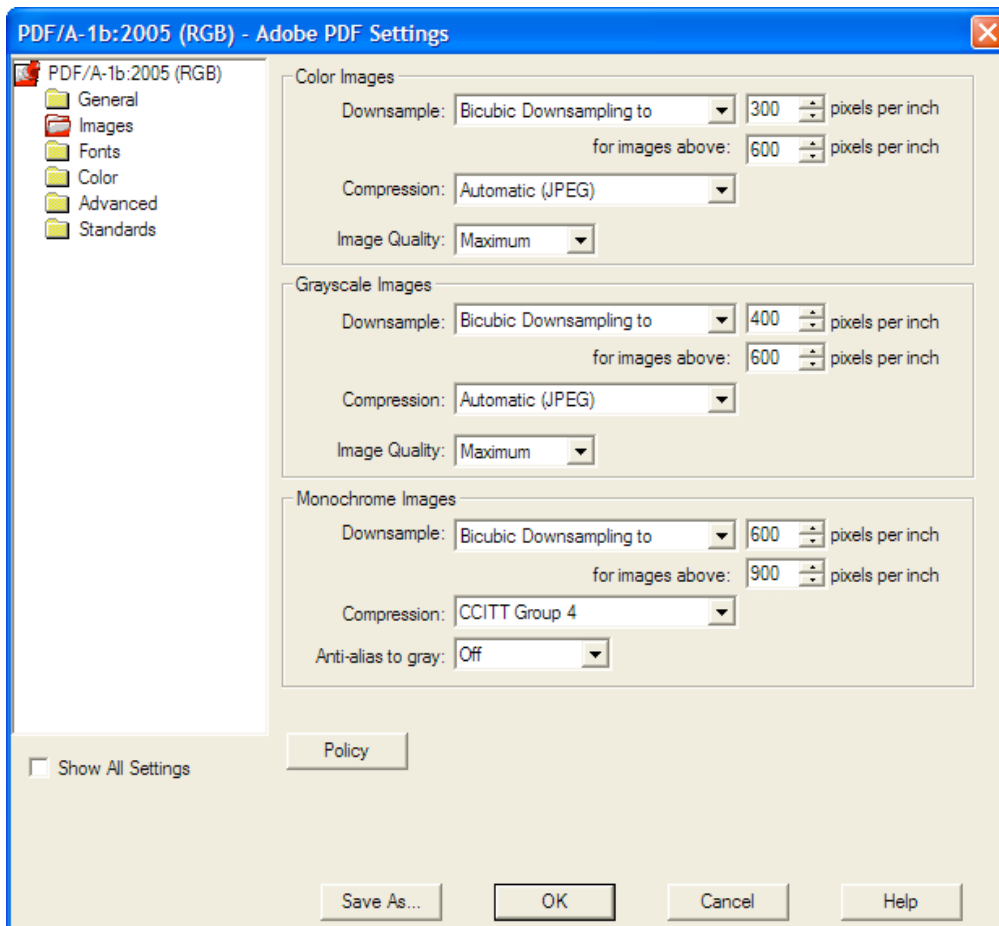 PDF/A-1b:2005 (RGB) - Adobe PDF Settings
PDF/A-1b:2005 (RGB)
General
Images
Fonts
Color
Advanced
Standards
Show All Settings
Color Images
Downsample: Bicubic Downsampling to 300 pixels per inch
for images above: 600 pixels per inch
Compression: Automatic (JPEG)
Image Quality: Maximum
Grayscale Images
Downsample: Bicubic Downsampling to 400 pixels per inch
for images above: 600 pixels per inch
Compression: Automatic (JPEG)
Image Quality: Maximum
Monochrome Images
Downsample: Bicubic Downsampling to 600 pixels per inch
for images above: 900 pixels per inch
Compression: CCITT Group 4
Anti-alias to gray: Off
Policy
Save As... OK Cancel Help